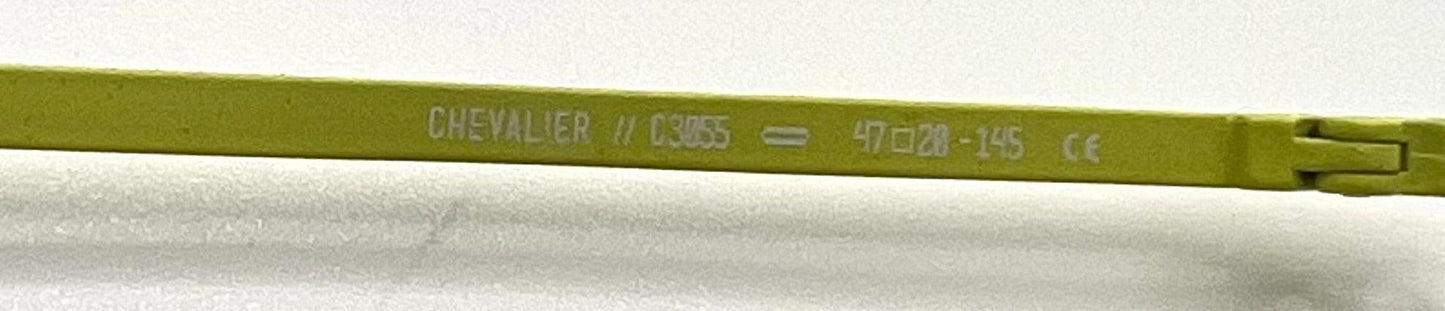 CHEVALIER // C3055 = 47□20-145 CE